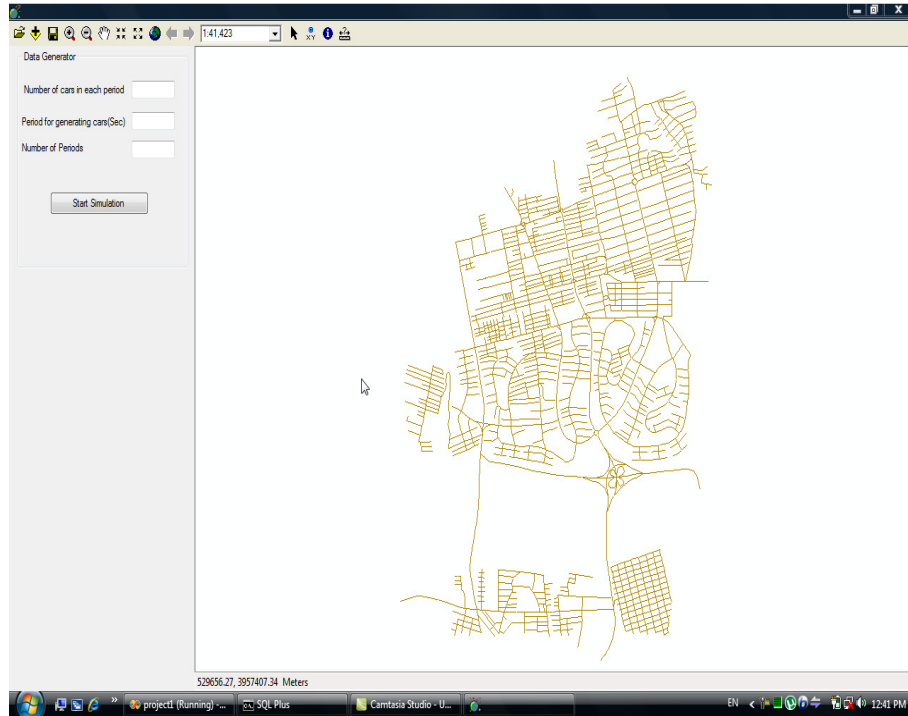 1:41,423
XY
Data Generator
Number of cars in each period
Period for generating cars(Sec)
Number of Periods
Start Simulation
529656.27, 3957407.34 Meters
project1 (Running) -...
SQL Plus
Camtasia Studio - U...
EN
12:41 PM